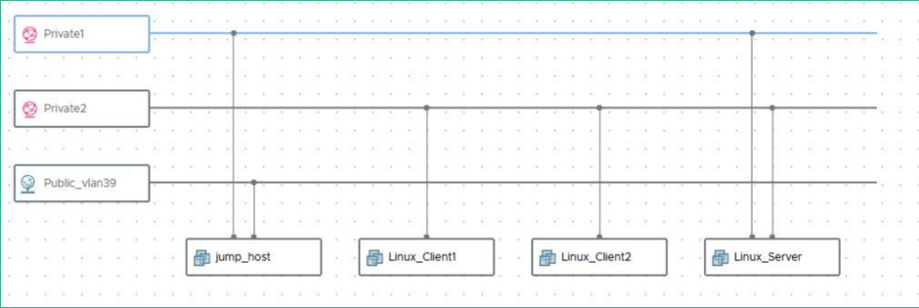 Private1
Private2
Public_vlan39
jump_host
Linux_Client1
Linux_Client2
Linux_Server